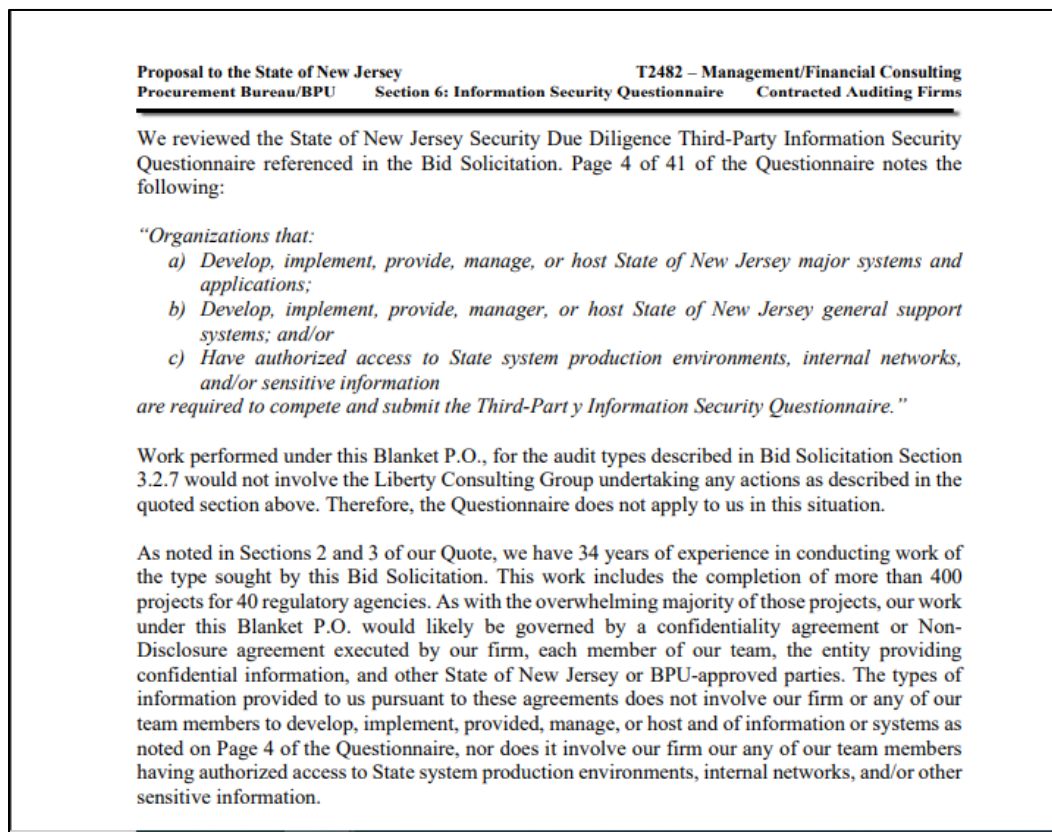 Proposal to the State of New Jersey T2482 – Management/Financial Consulting
Procurement Bureau/BPU Section 6: Information Security Questionnaire Contracted Auditing Firms
We reviewed the State of New Jersey Security Due Diligence Third-Party Information Security
Questionnaire referenced in the Bid Solicitation. Page 4 of 41 of the Questionnaire notes the
following:
“Organizations that:
a) Develop, implement, provide, manage, or host State of New Jersey major systems and
applications;
b) Develop, implement, provide, manager, or host State of New Jersey general support
systems; and/or
c) Have authorized access to State system production environments, internal networks,
and/or sensitive information
are required to compete and submit the Third-Part y Information Security Questionnaire.”
Work performed under this Blanket P.O., for the audit types described in Bid Solicitation Section
3.2.7 would not involve the Liberty Consulting Group undertaking any actions as described in the
quoted section above. Therefore, the Questionnaire does not apply to us in this situation.
As noted in Sections 2 and 3 of our Quote, we have 34 years of experience in conducting work of
the type sought by this Bid Solicitation. This work includes the completion of more than 400
projects for 40 regulatory agencies. As with the overwhelming majority of those projects, our work
under this Blanket P.O. would likely be governed by a confidentiality agreement or Non-
Disclosure agreement executed by our firm, each member of our team, the entity providing
confidential information, and other State of New Jersey or BPU-approved parties. The types of
information provided to us pursuant to these agreements does not involve our firm or any of our
team members to develop, implement, provided, manage, or host and of information or systems as
noted on Page 4 of the Questionnaire, nor does it involve our firm our any of our team members
having authorized access to State system production environments, internal networks, and/or other
sensitive information.